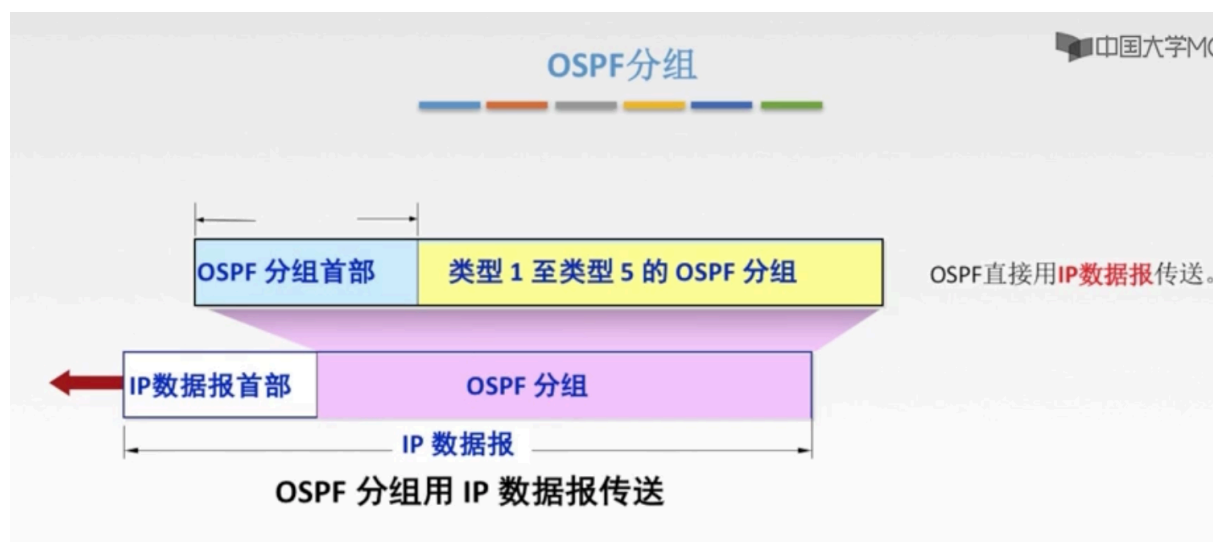 OSPF分组
中国大学MO
OSPF 分组首部
类型 1 至类型 5 的 OSPF 分组
OSPF直接用IP数据报传送。
IP数据报首部
OSPF 分组
IP 数据报
OSPF 分组用 IP 数据报传送